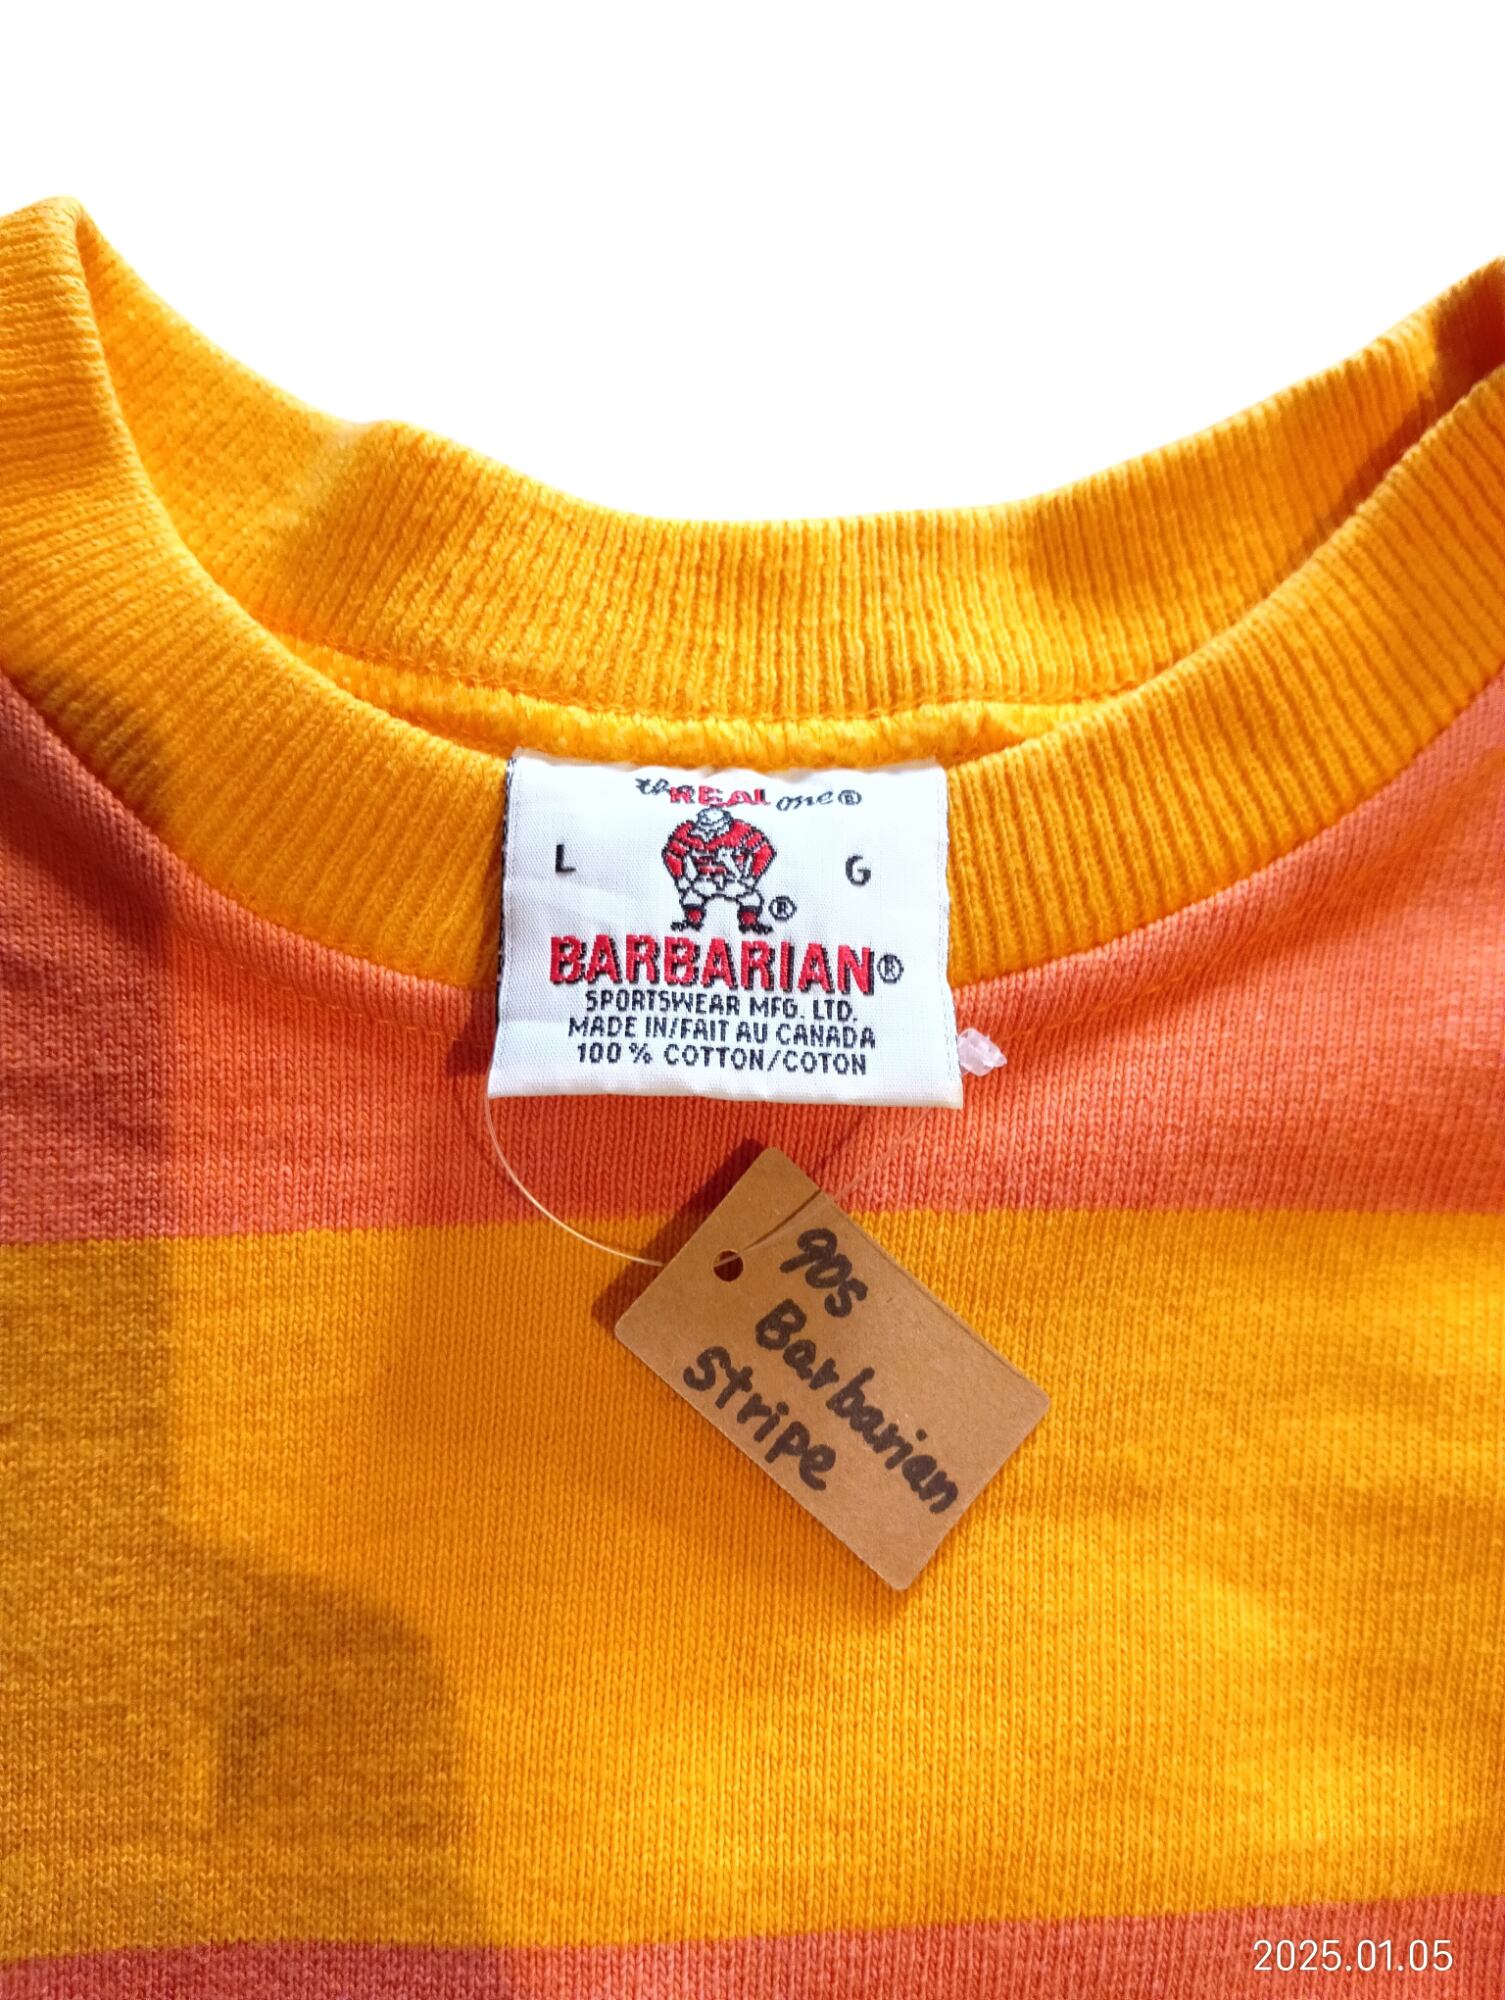 the REAL one®
L G
®
BARBARIAN®
SPORTSWEAR MFG. LTD.
MADE IN/FAIT AU CANADA
100% COTTON/COTON
90s
Barbarian
stripe
2025.01.05